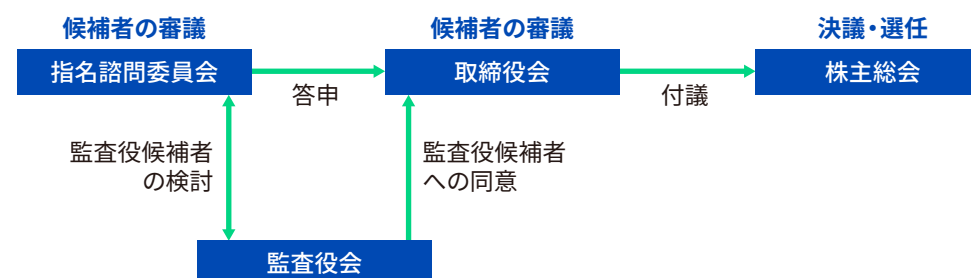 候補者の審議
候補者の審議
決議・選任
指名諮問委員会
取締役会
株主総会
答申
付議
監査役候補者
の検討
監査役候補者
への同意
監査役会